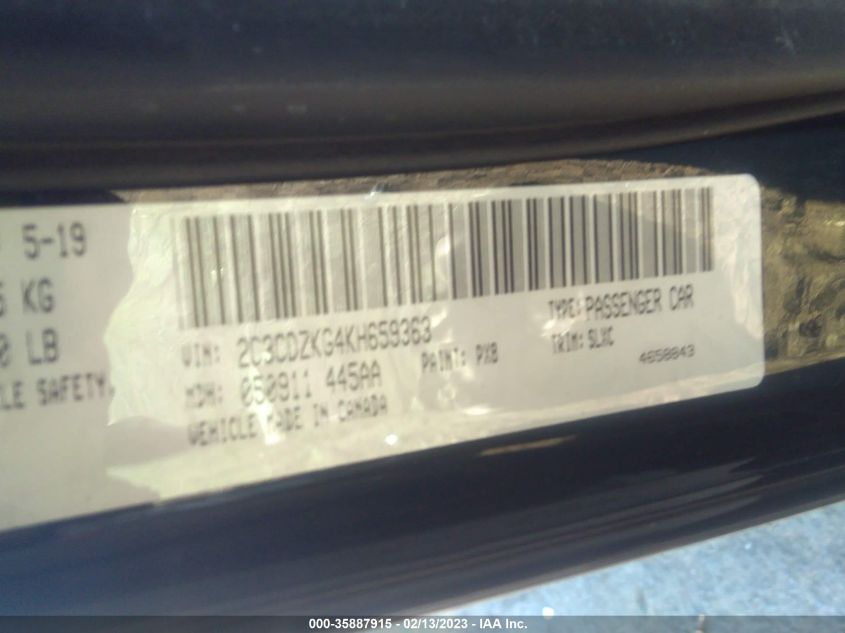 5-19
KG
LB
LE SAFETY.
VIN: 2C3CDZKG4KH659363
TYPE: PASSENGER CAR
MDH: 050911 445AA
PAINT: PX8
TRIM: SLXC
VEHICLE MADE IN CANADA
4658843
000-35887915 - 02/13/2023 - IAA Inc.